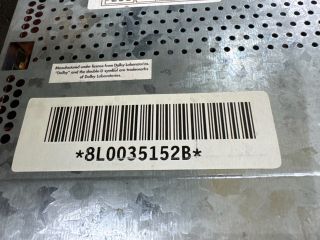 Manufactured under license from Dolby Laboratories.
"Dolby" and the double-D symbol are trademarks
of Dolby Laboratories.
*8L0035152B*